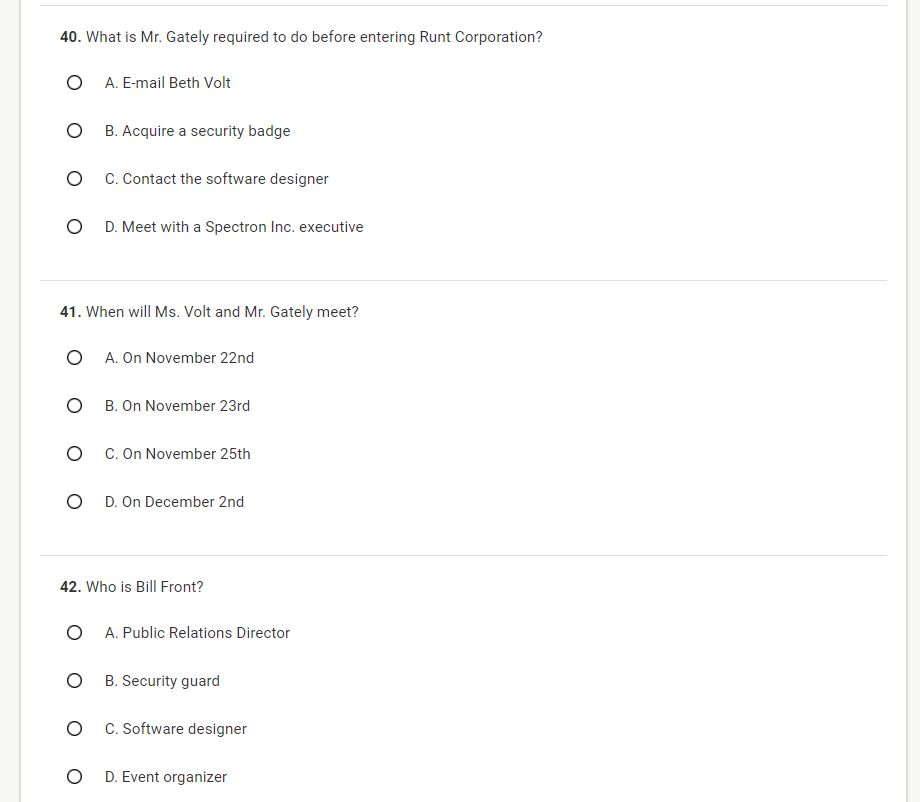 40. What is Mr. Gately required to do before entering Runt Corporation?
A. E-mail Beth Volt
B. Acquire a security badge
C. Contact the software designer
D. Meet with a Spectron Inc. executive
41. When will Ms. Volt and Mr. Gately meet?
A. On November 22nd
B. On November 23rd
C. On November 25th
D. On December 2nd
42. Who is Bill Front?
A. Public Relations Director
B. Security guard
C. Software designer
D. Event organizer